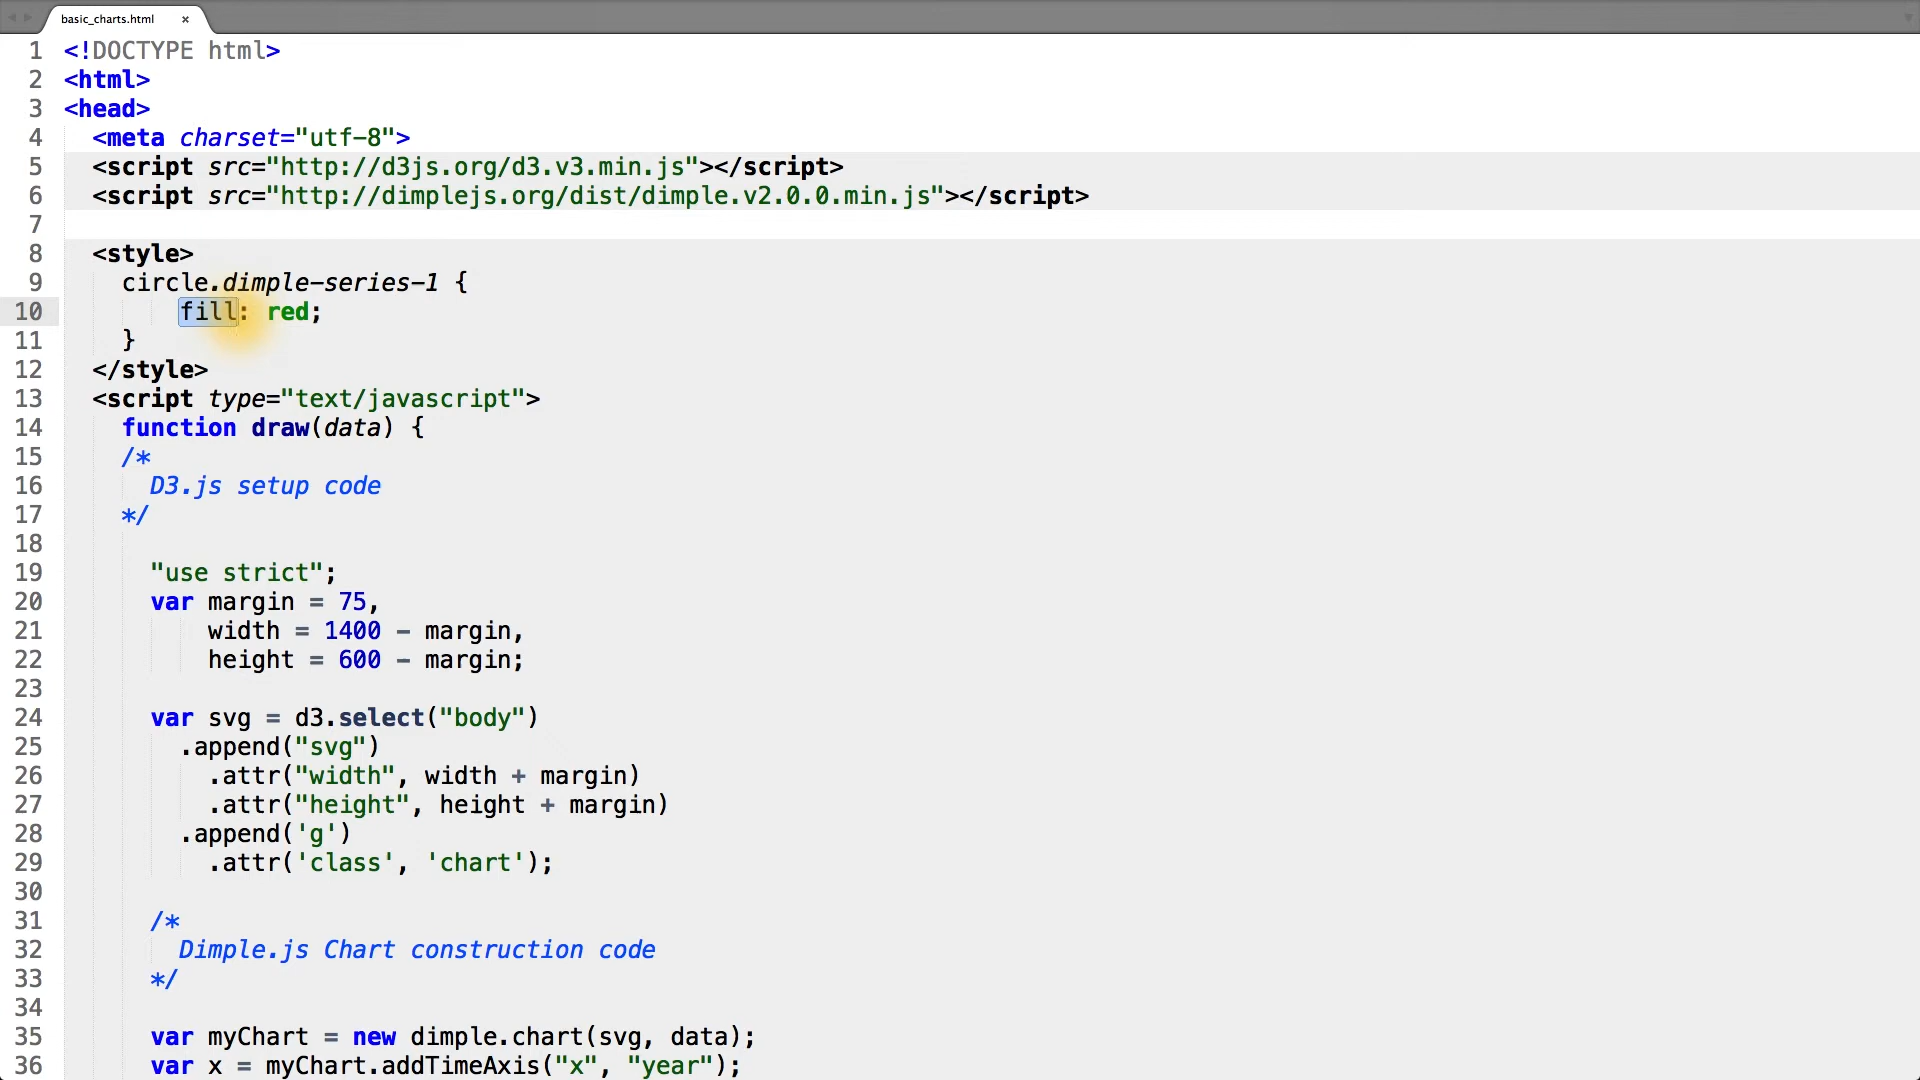 basic_charts.html ×
1 <!DOCTYPE html>
2 <html>
3 <head>
4   <meta charset="utf-8">
5   <script src="http://d3js.org/d3.v3.min.js"></script>
6   <script src="http://dimplejs.org/dist/dimple.v2.0.0.min.js"></script>
7
8   <style>
9     circle.dimple-series-1 {
10         fill: red;
11     }
12   </style>
13   <script type="text/javascript">
14     function draw(data) {
15     /*
16       D3.js setup code
17     */
18
19       "use strict";
20       var margin = 75,
21           width = 1400 - margin,
22           height = 600 - margin;
23
24       var svg = d3.select("body")
25         .append("svg")
26           .attr("width", width + margin)
27           .attr("height", height + margin)
28         .append('g')
29           .attr('class', 'chart');
30
31       /*
32         Dimple.js Chart construction code
33       */
34
35       var myChart = new dimple.chart(svg, data);
36       var x = myChart.addTimeAxis("x", "year");